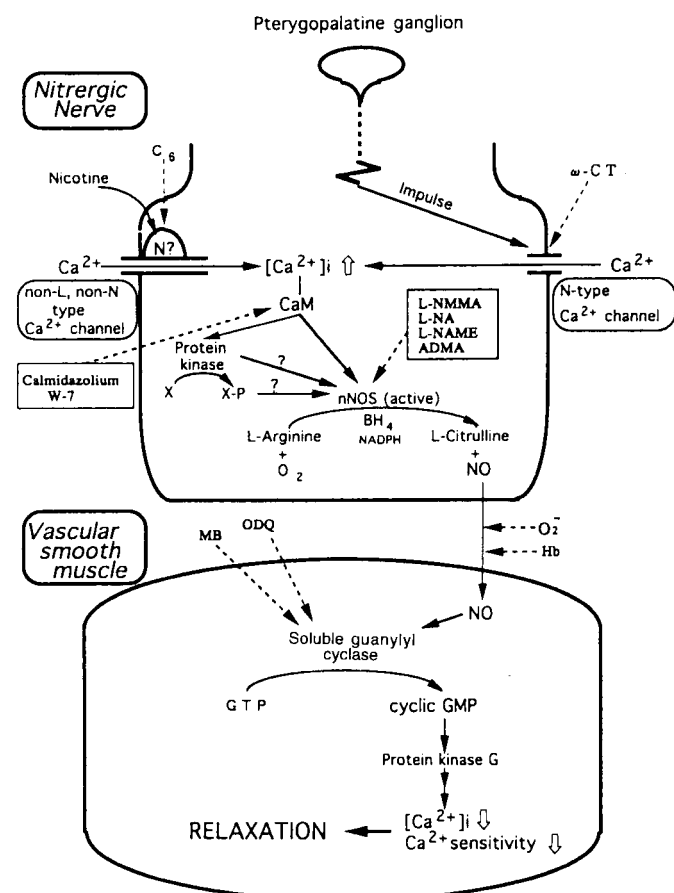 Pterygopalatine ganglion
Nitrergic
Nerve
C6
Nicotine
Impulse
ω-CT
N?
Ca2+
[Ca2+]i ⇧
Ca2+
non-L, non-N
type
Ca2+ channel
CaM
L-NMMA
L-NA
L-NAME
ADMA
N-type
Ca2+ channel
Protein
kinase
?
Calmidazolium
W-7
X
X-P
?
nNOS (active)
BH4
NADPH
L-Arginine
+
O2
L-Citrulline
+
NO
Vascular
smooth
muscle
MB
ODQ
O2-
Hb
NO
Soluble guanylyl
cyclase
GTP
cyclic GMP
Protein kinase G
[Ca2+]i ⇩
Ca2+ sensitivity ⇩
RELAXATION